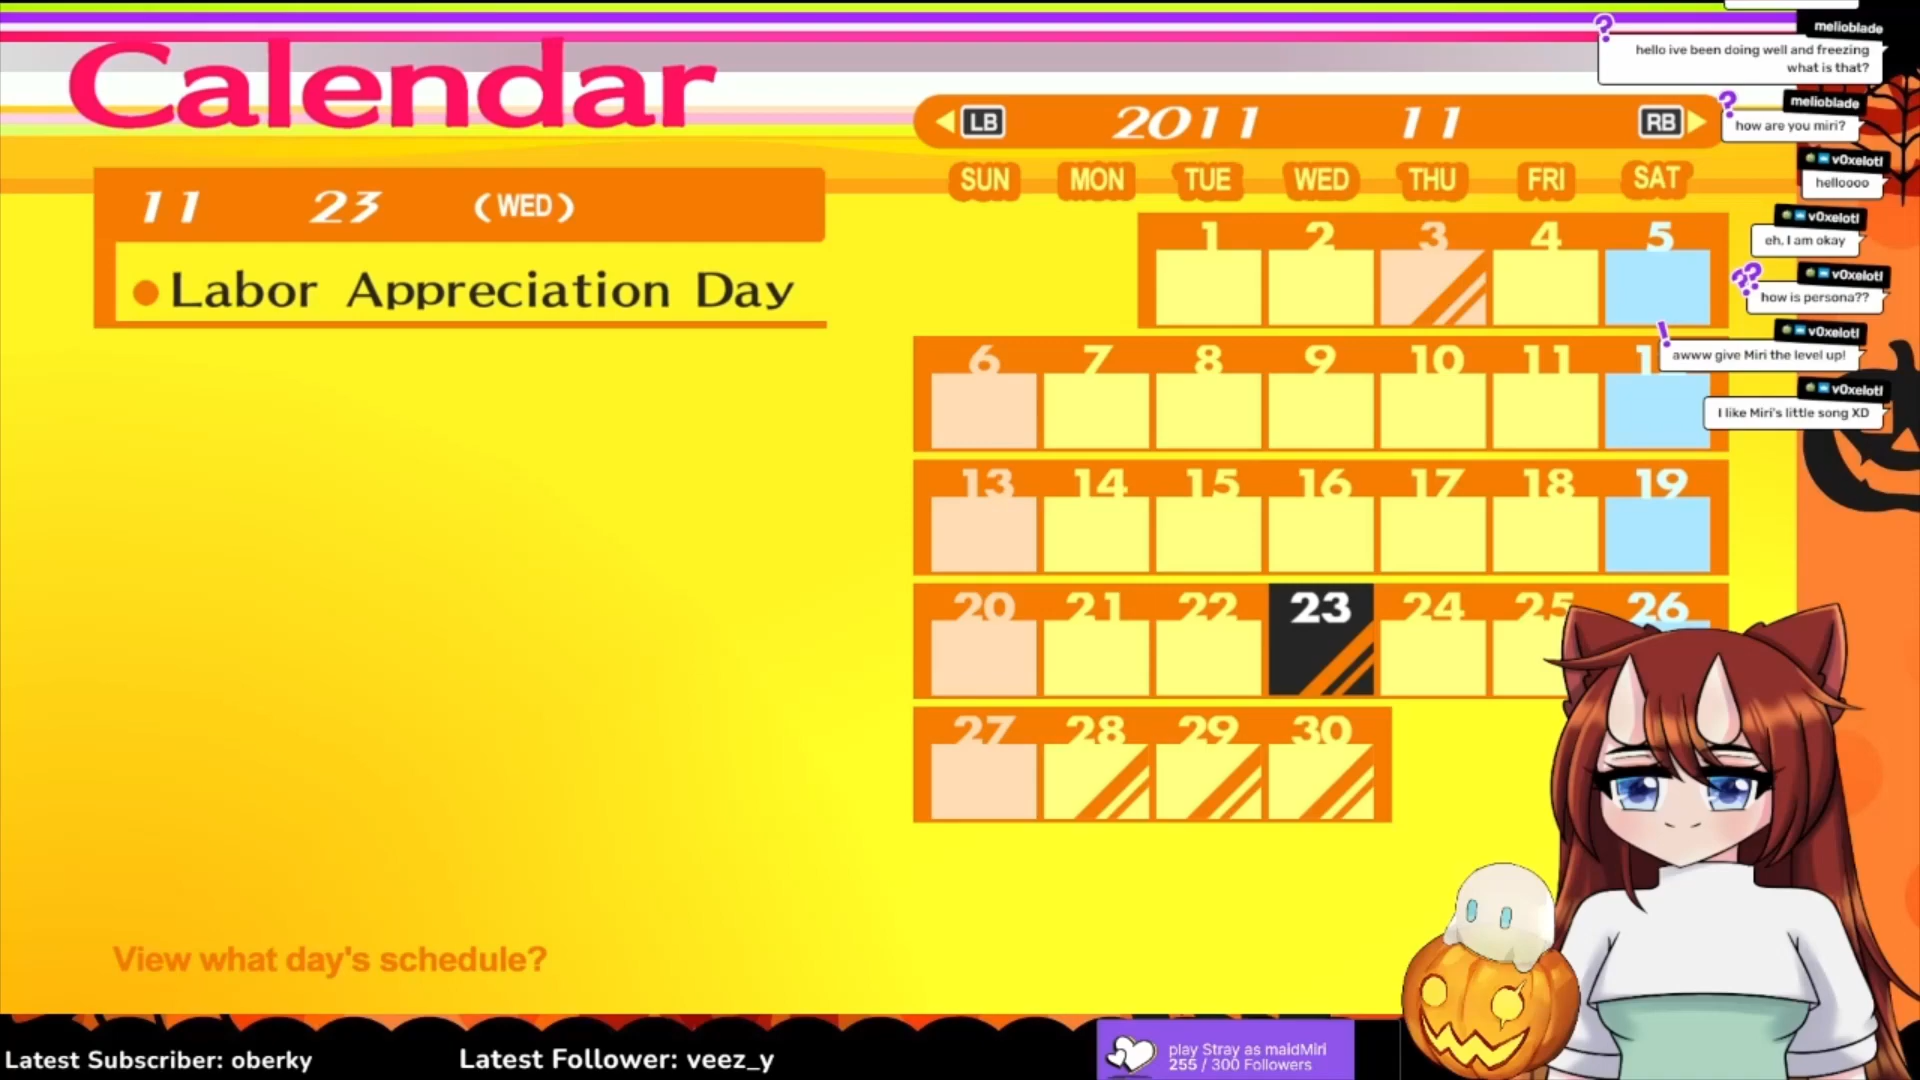 Calendar
11 23 (WED)
Labor Appreciation Day
LB 2011 11 RB
SUN MON TUE WED THU FRI SAT
1 2 3 4 5
6 7 8 9 10 11
13 14 15 16 17 18 19
20 21 22 23 24 25 26
27 28 29 30
View what day's schedule?
melioblade
hello ive been doing well and freezing
what is that?
melioblade
how are you miri?
v0xelotl
helloooo
v0xelotl
eh, I am okay
v0xelotl
how is persona??
v0xelotl
awww give Miri the level up!
v0xelotl
I like Miri's little song XD
Latest Subscriber: oberky
Latest Follower: veez_y
play Stray as maidMiri
255 / 300 Followers